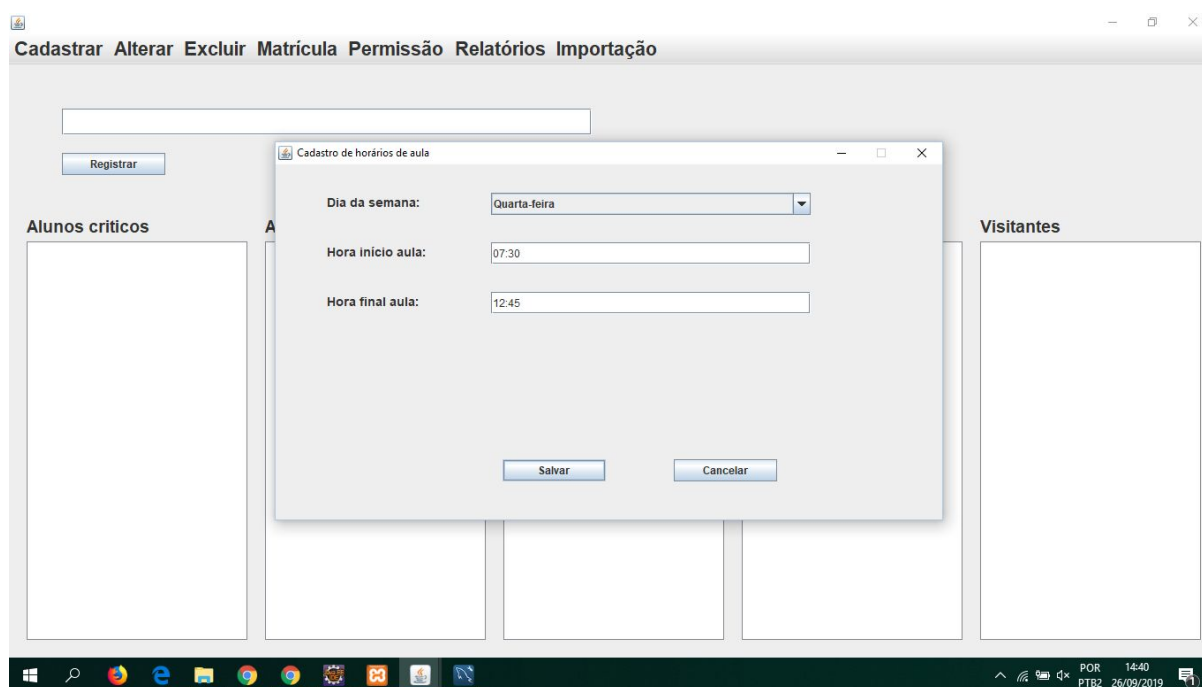 Cadastrar Alterar Excluir Matrícula Permissão Relatórios Importação
Registrar
Cadastro de horários de aula
Dia da semana:
Quarta-feira
Hora início aula:
07:30
Hora final aula:
12:45
Salvar
Cancelar
Alunos criticos
A
Visitantes
POR
PTB2
14:40
26/09/2019